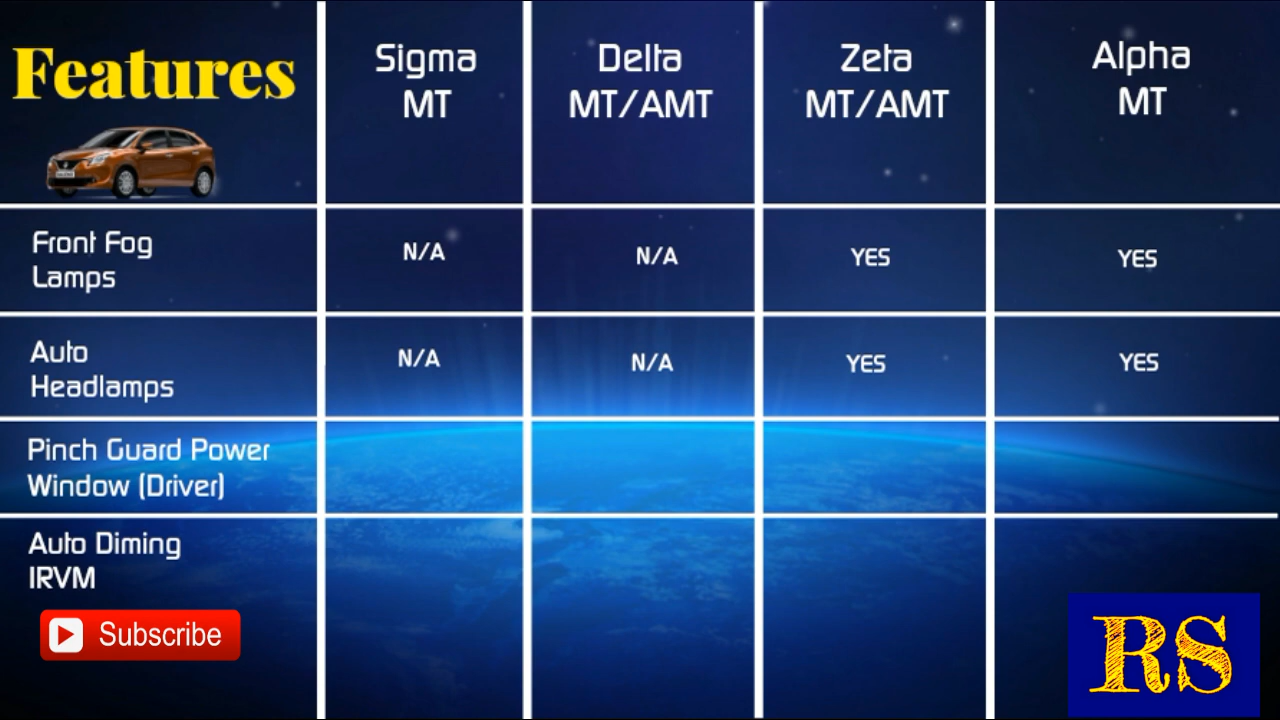 Features
Sigma
MT
Delta
MT/AMT
Zeta
MT/AMT
Alpha
MT
Front Fog
Lamps
N/A
N/A
YES
YES
Auto
Headlamps
N/A
N/A
YES
YES
Pinch Guard Power
Window (Driver)
Auto Diming
IRVM
Subscribe
RS